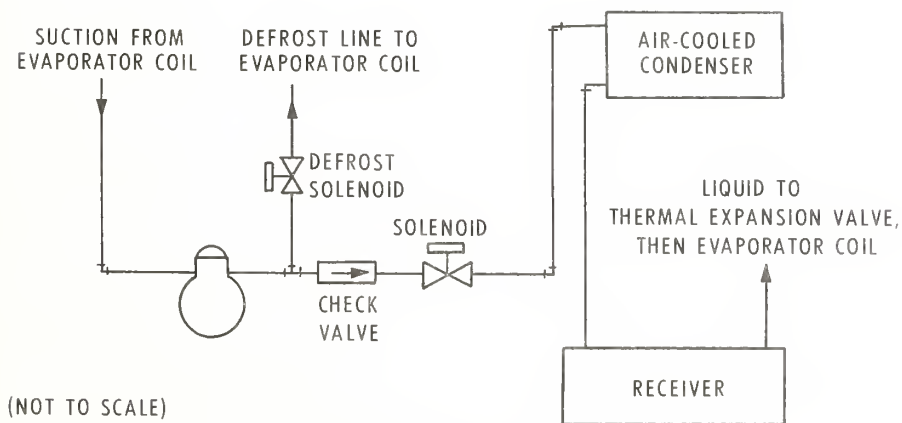 SUCTION FROM
EVAPORATOR COIL
DEFROST LINE TO
EVAPORATOR COIL
AIR-COOLED
CONDENSER
DEFROST
SOLENOID
LIQUID TO
THERMAL EXPANSION VALVE,
THEN EVAPORATOR COIL
SOLENOID
CHECK
VALVE
RECEIVER
(NOT TO SCALE)